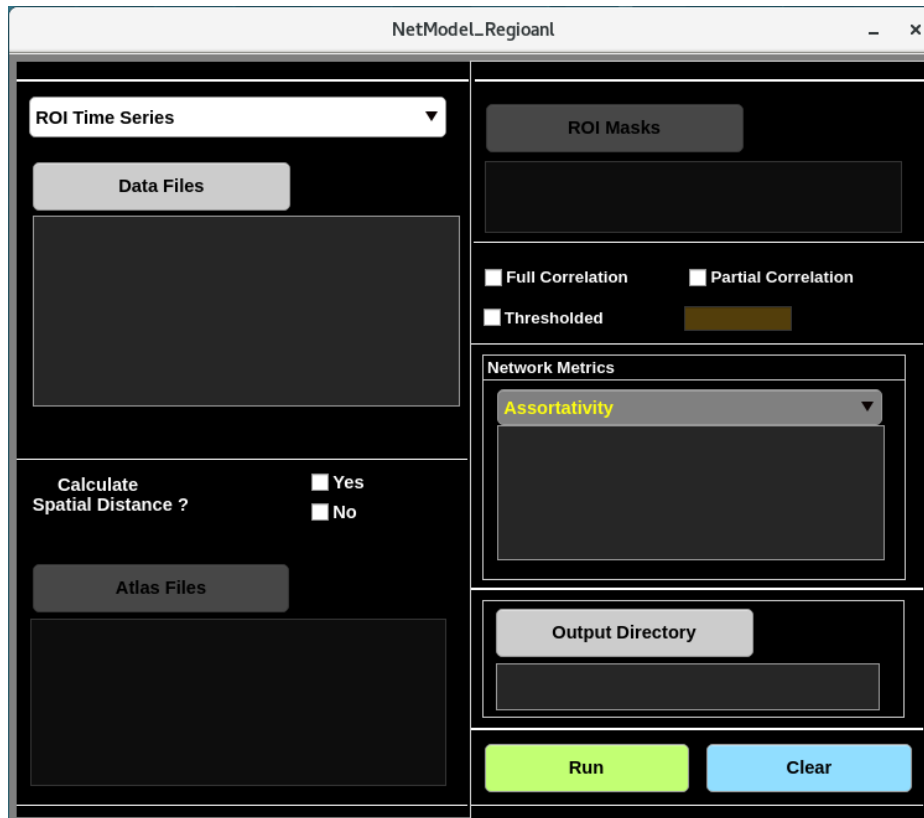 NetModel_Regioanl
ROI Time Series
Data Files
Calculate
Spatial Distance ?
Yes
No
Atlas Files
ROI Masks
Full Correlation
Partial Correlation
Thresholded
Network Metrics
Assortativity
Output Directory
Run
Clear